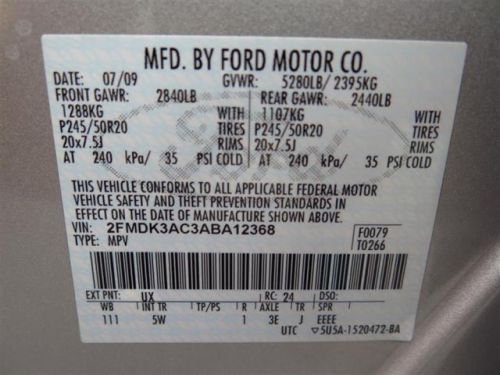 MFD. BY FORD MOTOR CO.
DATE: 07/09 GVWR: 5280LB/ 2395KG
FRONT GAWR: 2840LB REAR GAWR: 2440LB
1288KG WITH 1107KG WITH
P245/50R20 TIRES P245/50R20 TIRES
20x7.5J RIMS 20x7.5J RIMS
AT 240 kPa/ 35 PSI COLD AT 240 kPa/ 35 PSI COLD
THIS VEHICLE CONFORMS TO ALL APPLICABLE FEDERAL MOTOR
VEHICLE SAFETY AND THEFT PREVENTION STANDARDS IN
EFFECT ON THE DATE OF MANUFACTURE SHOWN ABOVE.
VIN: 2FMDK3AC3ABA12368 F0079
TYPE: MPV T0266
EXT PNT: UX RC: 24
WB INT TR TP/PS R AXLE TR SPR
111 5W 1 3E J EEEE
UTC ▽5U5A-1520472-BA
Ford